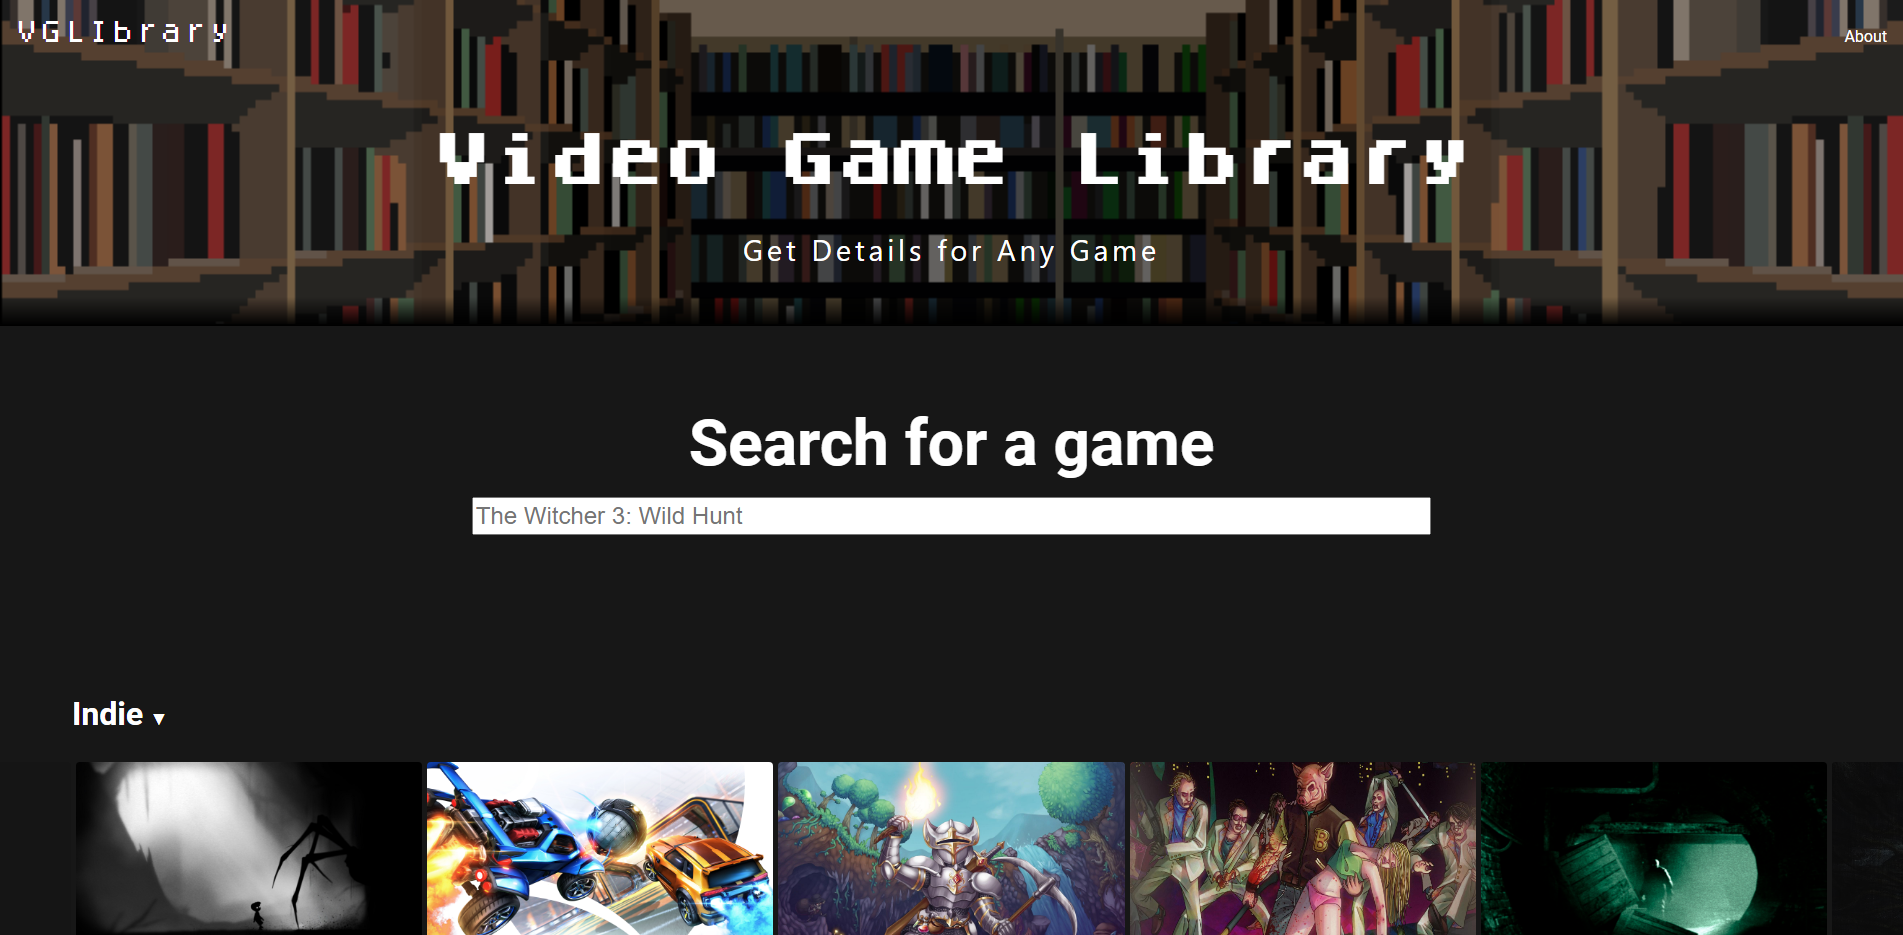 VGLIbrary
About
Video Game Library
Get Details for Any Game
Search for a game
The Witcher 3: Wild Hunt
Indie ▼
B